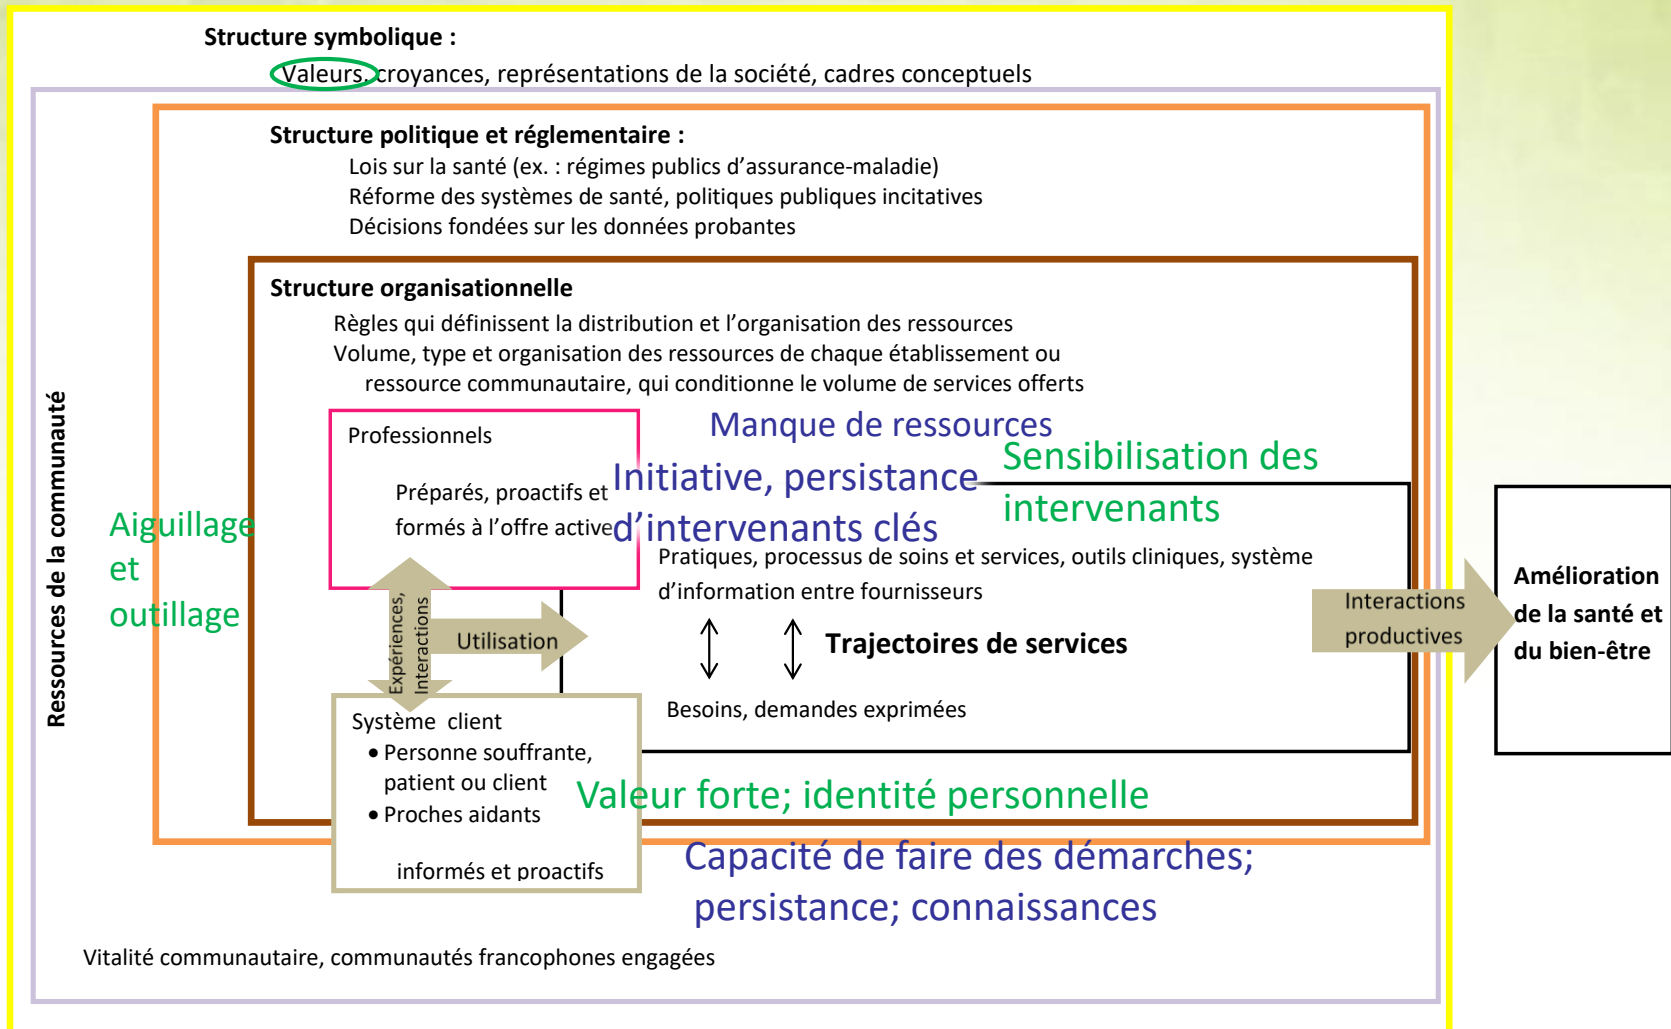 Structure symbolique :
Valeurs, croyances, représentations de la société, cadres conceptuels
Structure politique et réglementaire :
Lois sur la santé (ex. : régimes publics d’assurance-maladie)
Réforme des systèmes de santé, politiques publiques incitatives
Décisions fondées sur les données probantes
Structure organisationnelle
Règles qui définissent la distribution et l’organisation des ressources
Volume, type et organisation des ressources de chaque établissement ou
ressource communautaire, qui conditionne le volume de services offerts
Ressources de la communauté
Aiguillage
et
outillage
Professionnels
Préparés, proactifs et
formés à l’offre active
Manque de ressources
Initiative, persistance
d’intervenants clés
Sensibilisation des
intervenants
Pratiques, processus de soins et services, outils cliniques, système
d’information entre fournisseurs
Expériences,
Interactions
Utilisation
Trajectoires de services
Interactions
productives
Amélioration
de la santé et
du bien-être
Besoins, demandes exprimées
Système client
• Personne souffrante,
patient ou client
• Proches aidants
informés et proactifs
Valeur forte; identité personnelle
Capacité de faire des démarches;
persistance; connaissances
Vitalité communautaire, communautés francophones engagées